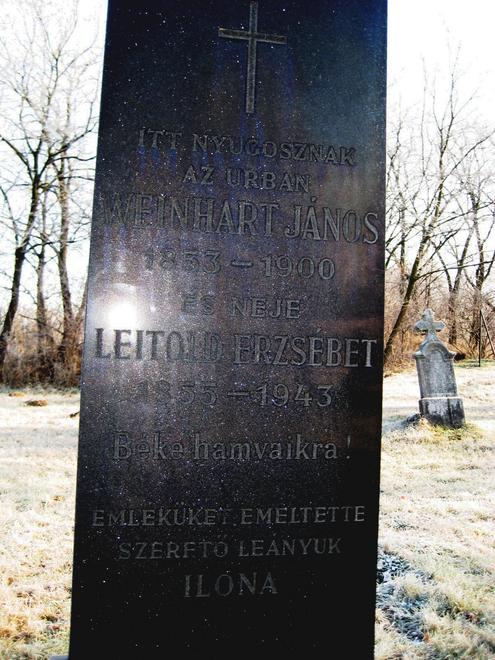 ITT NYUGOSZNAK
AZ ÚRBAN
WEINHART JÁNOS
1853 – 1900
ÉS NEJE
LEITOLD ERZSÉBET
1855 – 1943
Béke hamvaikra!
EMLÉKÜKET EMELTETTE
SZERETŐ LEÁNYUK
ILONA